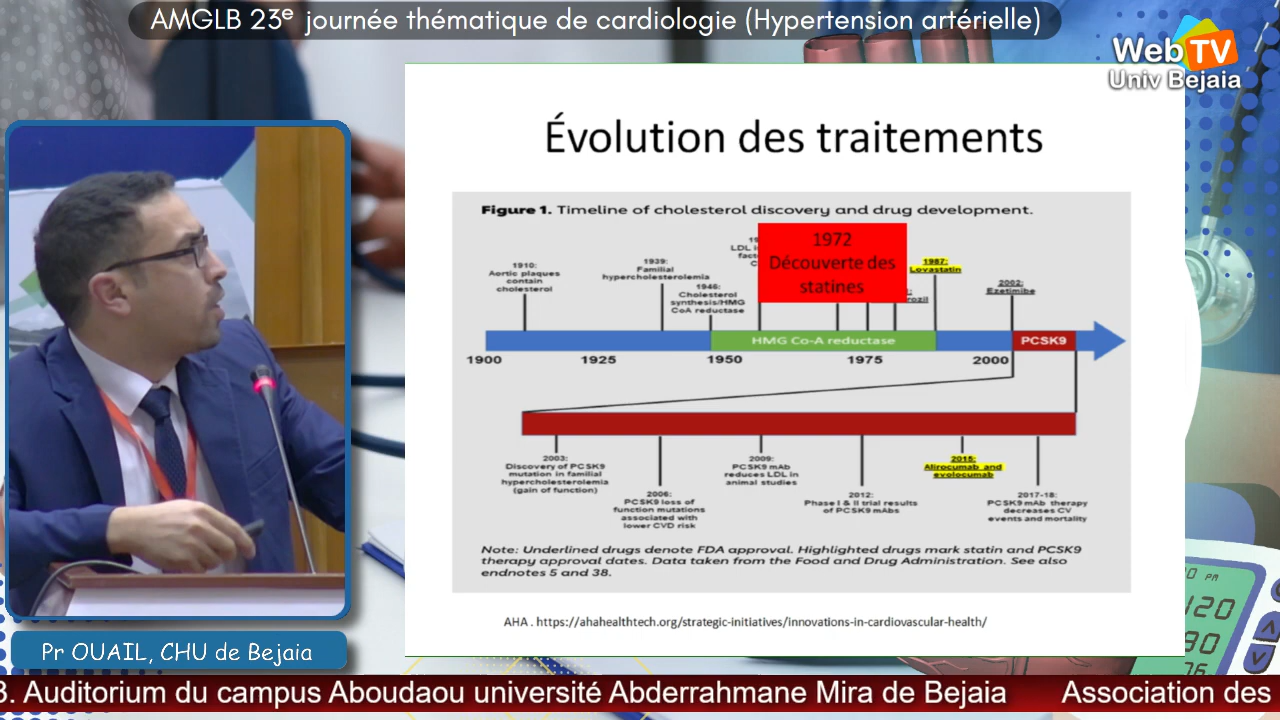 AMGLB 23e journée thématique de cardiologie (Hypertension artérielle)
WebTV
Univ Bejaia
Évolution des traitements
Figure 1. Timeline of cholesterol discovery and drug development.
1910:
Aortic plaques
contain
cholesterol
1939:
Familial
hypercholesterolemia
1946:
Cholesterol
synthesis/HMG
CoA reductase
LDL
1972
Découverte des
statines
1987:
Lovastatin
2002:
Ezetimibe
HMG Co-A reductase
PCSK9
1900
1925
1950
1975
2000
2003:
Discovery of PCSK9
mutation in familial
hypercholesterolemia
(gain of function)
2006:
PCSK9 loss of
function mutations
associated with
lower CVD risk
2009:
PCSK9 mAb
reduces LDL in
animal studies
2012:
Phase I & II trial results
of PCSK9 mAbs
2015:
Alirocumab and
evolocumab
2017-18:
PCSK9 mAb therapy
decreases CV
events and mortality
Note: Underlined drugs denote FDA approval. Highlighted drugs mark statin and PCSK9
therapy approval dates. Data taken from the Food and Drug Administration. See also
endnotes 5 and 38.
AHA . https://ahahealthtech.org/strategic-initiatives/innovations-in-cardiovascular-health/
PM
120
80
76
Pr OUAIL, CHU de Bejaia
3. Auditorium du campus Aboudaou université Abderrahmane Mira de Bejaia Association des